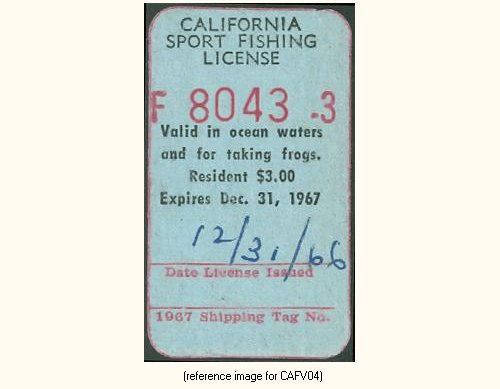 CALIFORNIA
SPORT FISHING
LICENSE
F 8043 .3
Valid in ocean waters
and for taking frogs.
Resident $3.00
Expires Dec. 31, 1967
12/31/66
Date License Issued
1967 Shipping Tag No.
(reference image for CAFV04)